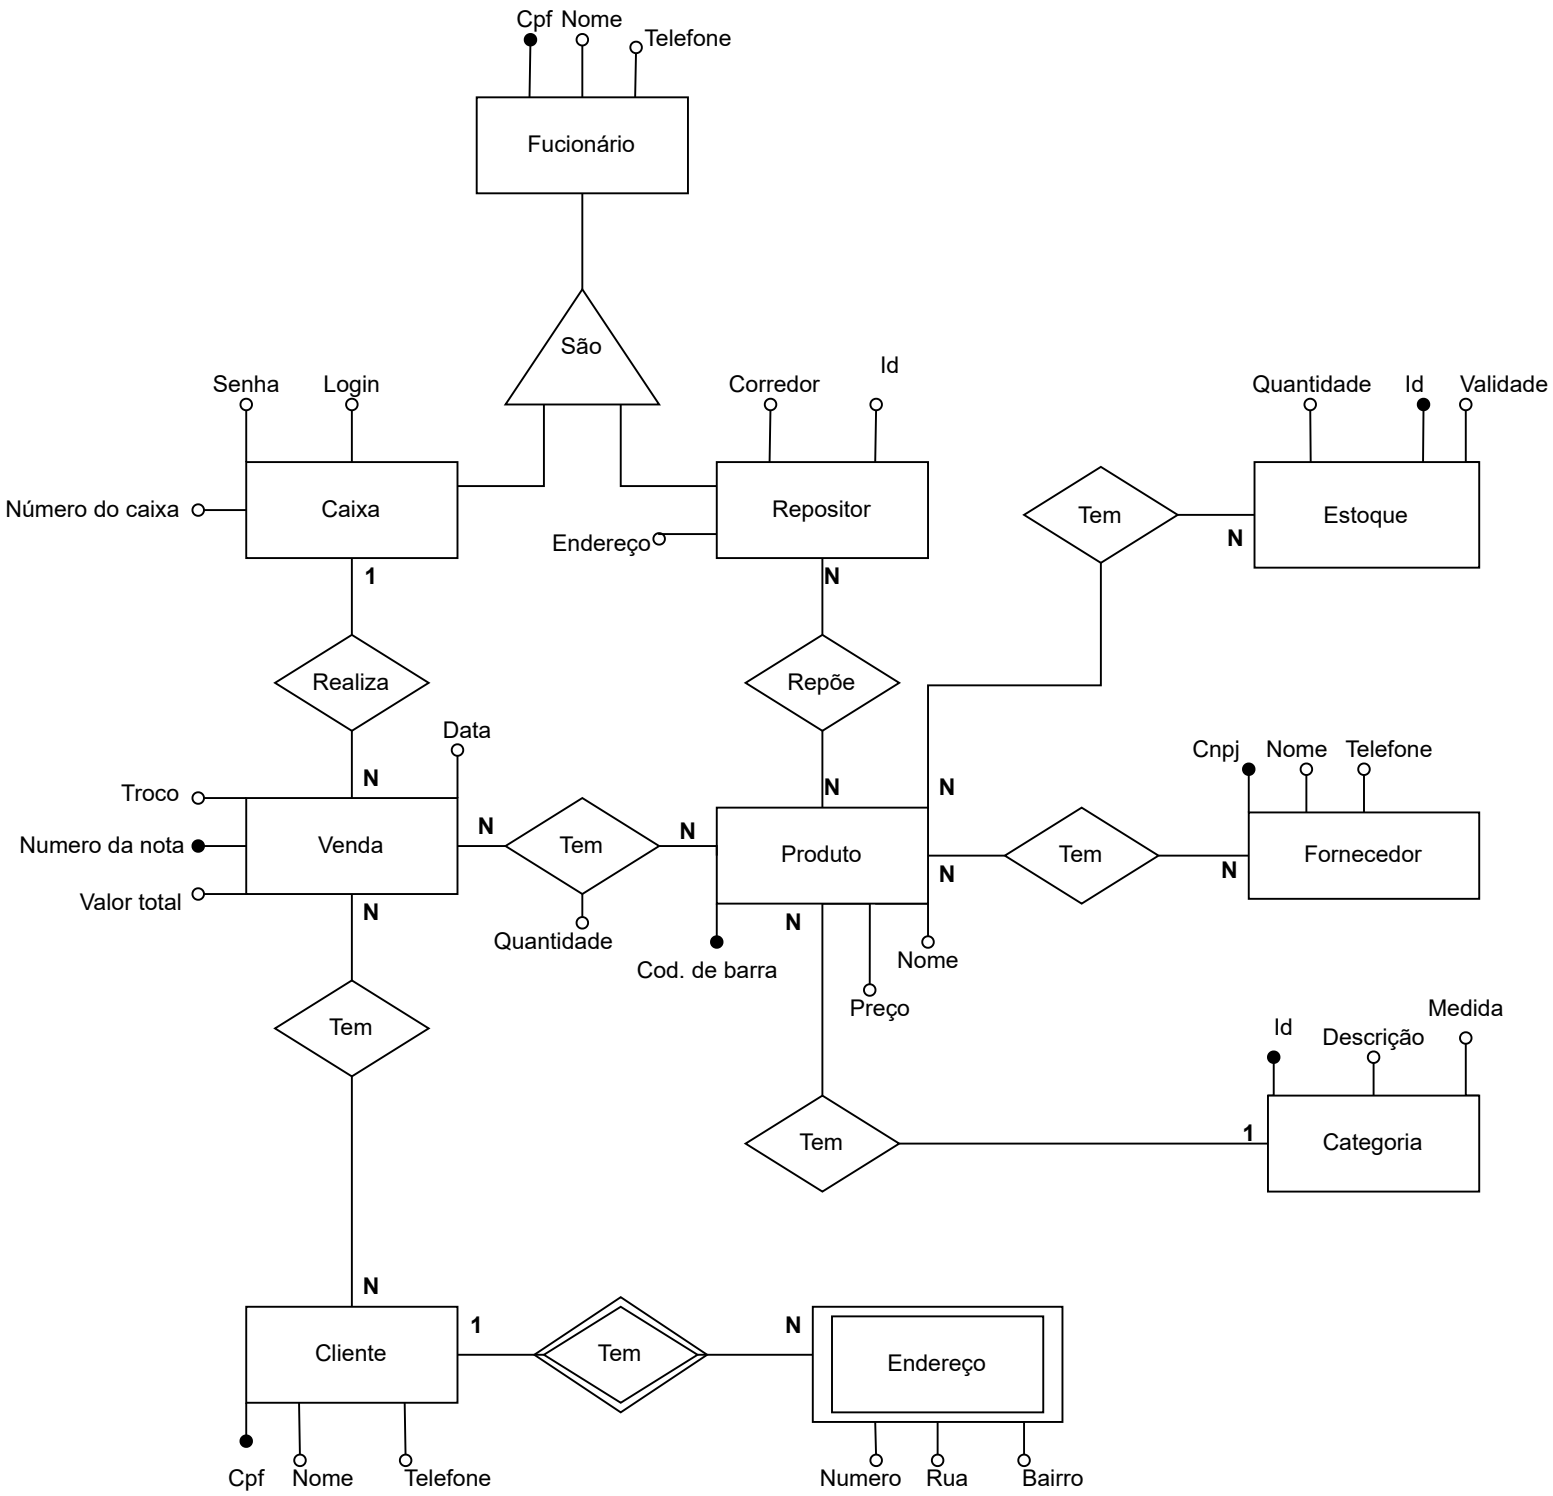 Cpf Nome
Telefone
Fucionário
São
Senha
Login
Corredor
Id
Quantidade
Id
Validade
Número do caixa
Caixa
Repositor
Endereço
Tem
Estoque
N
1
N
Realiza
Repõe
Data
Troco
N
N
N
Cnpj
Nome
Telefone
Numero da nota
Venda
N
Tem
N
Produto
Tem
Fornecedor
N
N
Valor total
N
Quantidade
N
Cod. de barra
Nome
Preço
Tem
Id
Descrição
Medida
Tem
1
Categoria
N
Cliente
1
Tem
N
Endereço
Cpf
Nome
Telefone
Numero
Rua
Bairro